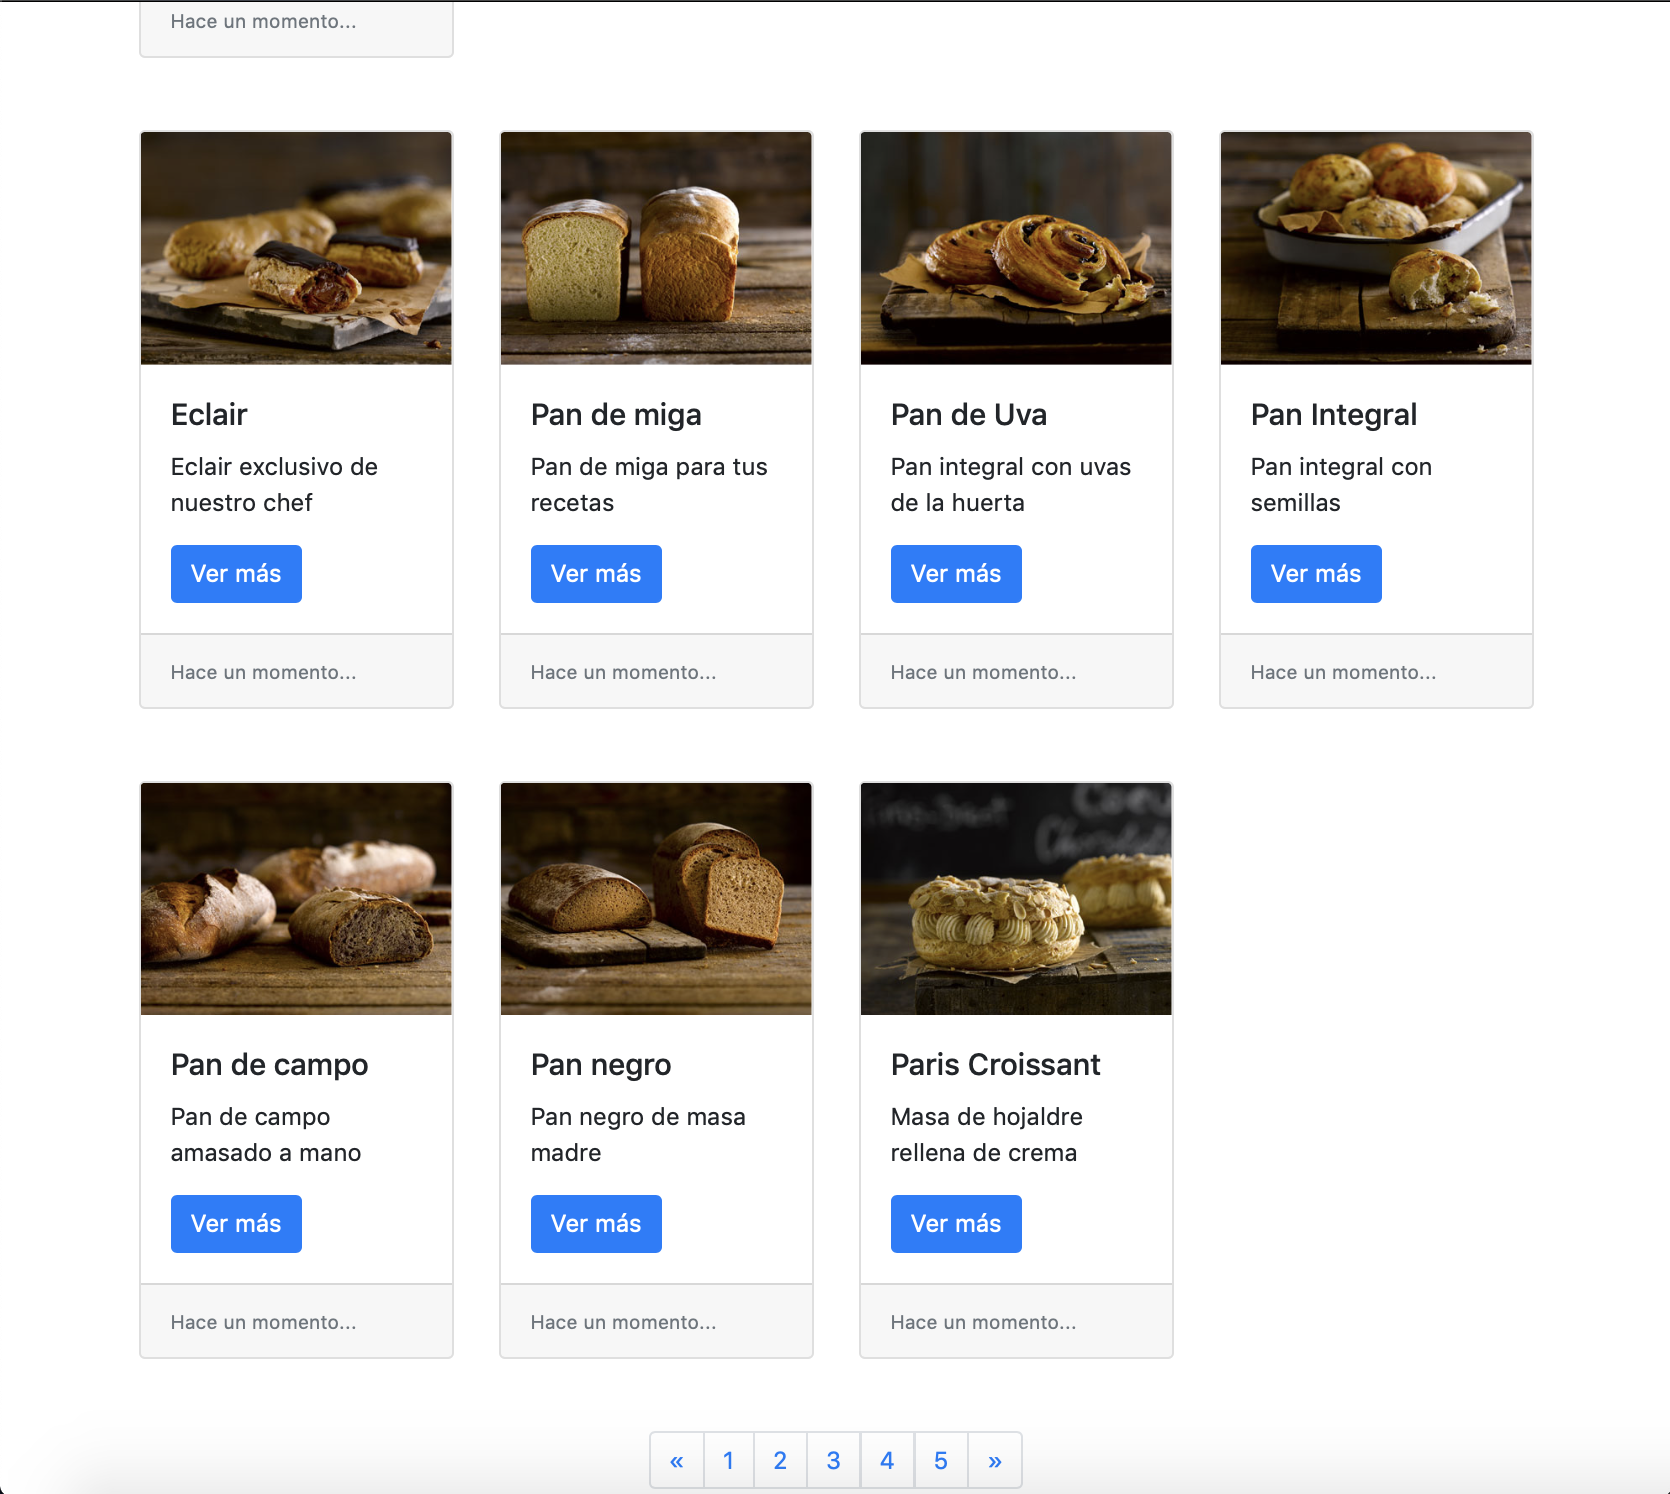 Hace un momento...
Eclair
Eclair exclusivo de
nuestro chef
Ver más
Hace un momento...
Pan de miga
Pan de miga para tus
recetas
Ver más
Hace un momento...
Pan de Uva
Pan integral con uvas
de la huerta
Ver más
Hace un momento...
Pan Integral
Pan integral con
semillas
Ver más
Hace un momento...
Pan de campo
Pan de campo
amasado a mano
Ver más
Hace un momento...
Pan negro
Pan negro de masa
madre
Ver más
Hace un momento...
Paris Croissant
Masa de hojaldre
rellena de crema
Ver más
Hace un momento...
« 1 2 3 4 5 »